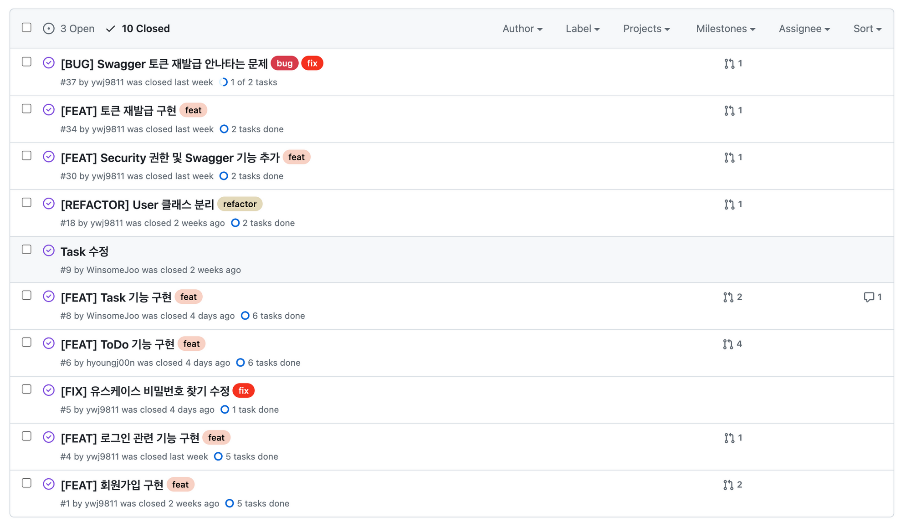 3 Open 10 Closed Author Label Projects Milestones Assignee Sort
[BUG] Swagger 토큰 재발급 안나타는 문제 bug fix 1
#37 by ywj9811 was closed last week 1 of 2 tasks
[FEAT] 토큰 재발급 구현 feat 1
#34 by ywj9811 was closed last week 2 tasks done
[FEAT] Security 권한 및 Swagger 기능 추가 feat 1
#30 by ywj9811 was closed last week 2 tasks done
[REFACTOR] User 클래스 분리 refactor 1
#18 by ywj9811 was closed 2 weeks ago 2 tasks done
Task 수정
#9 by WinsomeJoo was closed 2 weeks ago
[FEAT] Task 기능 구현 feat 2 1
#8 by WinsomeJoo was closed 4 days ago 6 tasks done
[FEAT] ToDo 기능 구현 feat 4
#6 by hyoungj00n was closed 4 days ago 6 tasks done
[FIX] 유스케이스 비밀번호 찾기 수정 fix
#5 by ywj9811 was closed 4 days ago 1 task done
[FEAT] 로그인 관련 기능 구현 feat 1
#4 by ywj9811 was closed last week 5 tasks done
[FEAT] 회원가입 구현 feat 2
#1 by ywj9811 was closed 2 weeks ago 5 tasks done